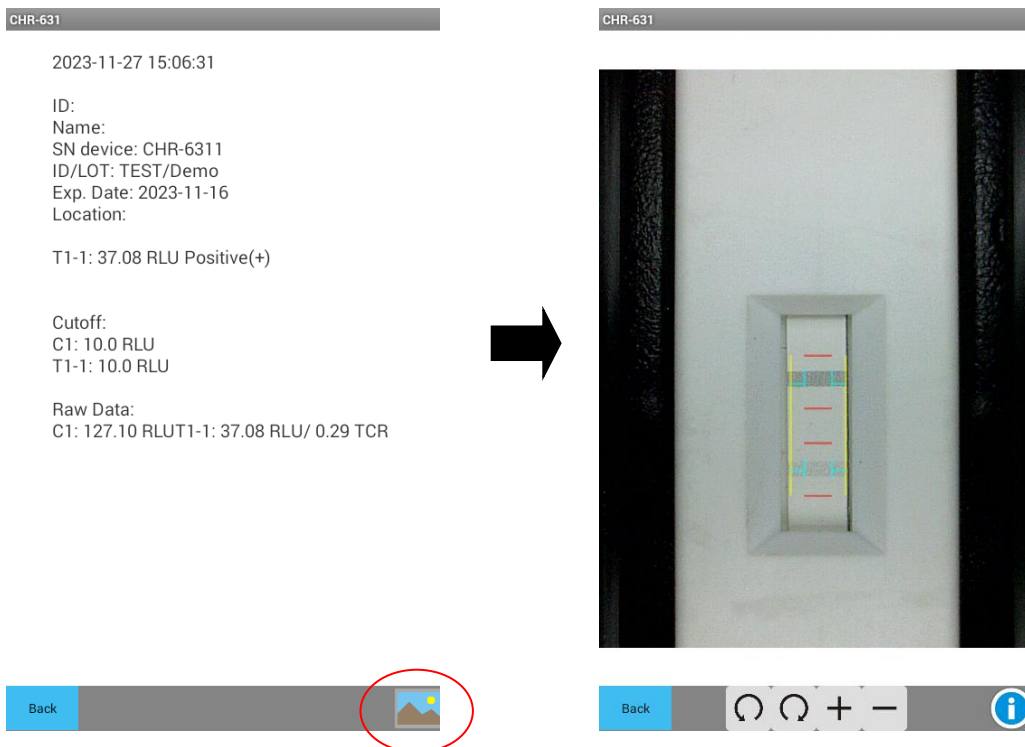 CHR-631
2023-11-27 15:06:31
ID:
Name:
SN device: CHR-6311
ID/LOT: TEST/Demo
Exp. Date: 2023-11-16
Location:
T1-1: 37.08 RLU Positive(+)
Cutoff:
C1: 10.0 RLU
T1-1: 10.0 RLU
Raw Data:
C1: 127.10 RLUT1-1: 37.08 RLU/ 0.29 TCR
Back
CHR-631
Back